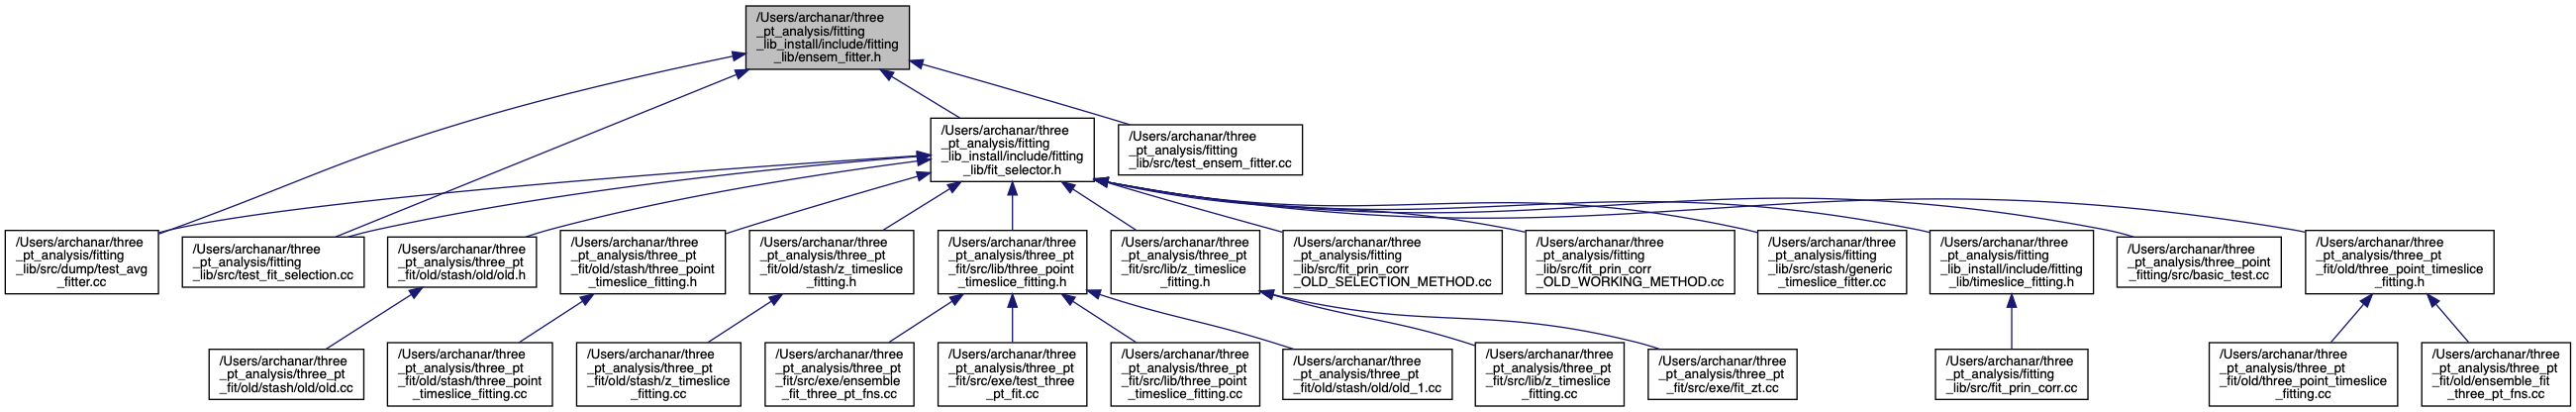 /Users/archanar/three
_pt_analysis/fitting
_lib_install/include/fitting
_lib/ensem_fitter.h
/Users/archanar/three
_pt_analysis/fitting
_lib_install/include/fitting
_lib/fit_selector.h
/Users/archanar/three
_pt_analysis/fitting
_lib/src/test_ensem_fitter.cc
/Users/archanar/three
_pt_analysis/fitting
_lib/src/dump/test_avg
_fitter.cc
/Users/archanar/three
_pt_analysis/fitting
_lib/src/test_fit_selection.cc
/Users/archanar/three
_pt_analysis/three_pt
_fit/old/stash/old/old.h
/Users/archanar/three
_pt_analysis/three_pt
_fit/old/stash/three_point
_timeslice_fitting.h
/Users/archanar/three
_pt_analysis/three_pt
_fit/old/stash/z_timeslice
_fitting.h
/Users/archanar/three
_pt_analysis/three_pt
_fit/src/lib/three_point
_timeslice_fitting.h
/Users/archanar/three
_pt_analysis/three_pt
_fit/src/lib/z_timeslice
_fitting.h
/Users/archanar/three
_pt_analysis/fitting
_lib/src/fit_prin_corr
_OLD_SELECTION_METHOD.cc
/Users/archanar/three
_pt_analysis/fitting
_lib/src/fit_prin_corr
_OLD_WORKING_METHOD.cc
/Users/archanar/three
_pt_analysis/fitting
_lib/src/stash/generic
_timeslice_fitter.cc
/Users/archanar/three
_pt_analysis/fitting
_lib_install/include/fitting
_lib/timeslice_fitting.h
/Users/archanar/three
_pt_analysis/three_point
_fitting/src/basic_test.cc
/Users/archanar/three
_pt_analysis/three_pt
_fit/old/three_point_timeslice
_fitting.h
/Users/archanar/three
_pt_analysis/three_pt
_fit/old/stash/old/old.cc
/Users/archanar/three
_pt_analysis/three_pt
_fit/old/stash/three_point
_timeslice_fitting.cc
/Users/archanar/three
_pt_analysis/three_pt
_fit/old/stash/z_timeslice
_fitting.cc
/Users/archanar/three
_pt_analysis/three_pt
_fit/src/exe/ensemble
_fit_three_pt_fns.cc
/Users/archanar/three
_pt_analysis/three_pt
_fit/src/exe/test_three
_pt_fit.cc
/Users/archanar/three
_pt_analysis/three_pt
_fit/src/lib/three_point
_timeslice_fitting.cc
/Users/archanar/three
_pt_analysis/three_pt
_fit/old/stash/old/old_1.cc
/Users/archanar/three
_pt_analysis/three_pt
_fit/src/lib/z_timeslice
_fitting.cc
/Users/archanar/three
_pt_analysis/three_pt
_fit/src/exe/fit_zt.cc
/Users/archanar/three
_pt_analysis/fitting
_lib/src/fit_prin_corr.cc
/Users/archanar/three
_pt_analysis/three_pt
_fit/old/three_point_timeslice
_fitting.cc
/Users/archanar/three
_pt_analysis/three_pt
_fit/old/ensemble_fit
_three_pt_fns.cc